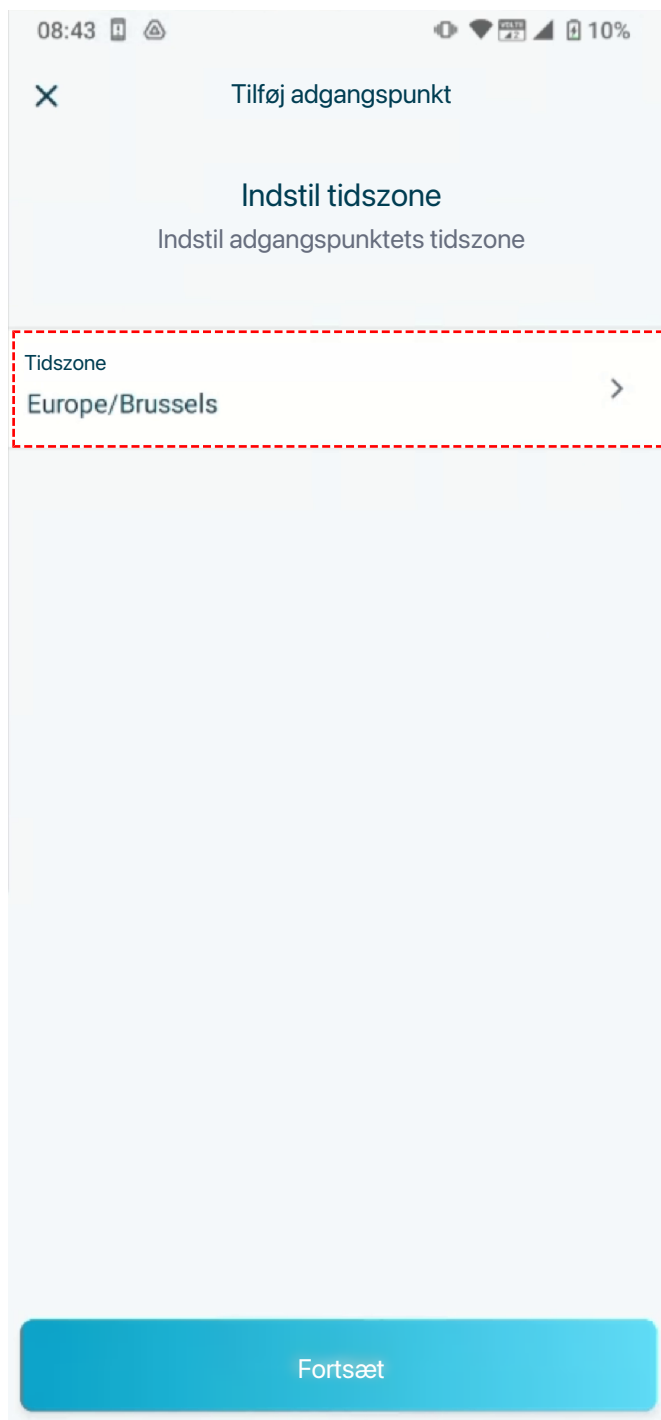 08:43 10%
Tilføj adgangspunkt
Indstil tidszone
Indstil adgangspunktets tidszone
Tidszone
Europe/Brussels
Fortsæt